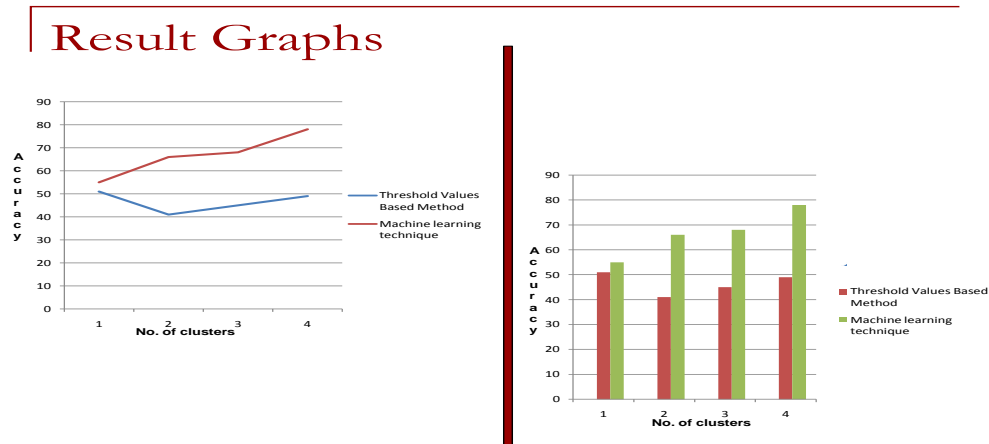 Result Graphs
90
80
70
60
50
40
30
20
10
0
Accuracy
1 2 3 4
No. of clusters
Threshold Values
Based Method
Machine learning
technique
90
80
70
60
50
40
30
20
10
0
Accuracy
1 2 3 4
No. of clusters
Threshold Values Based
Method
Machine learning
technique